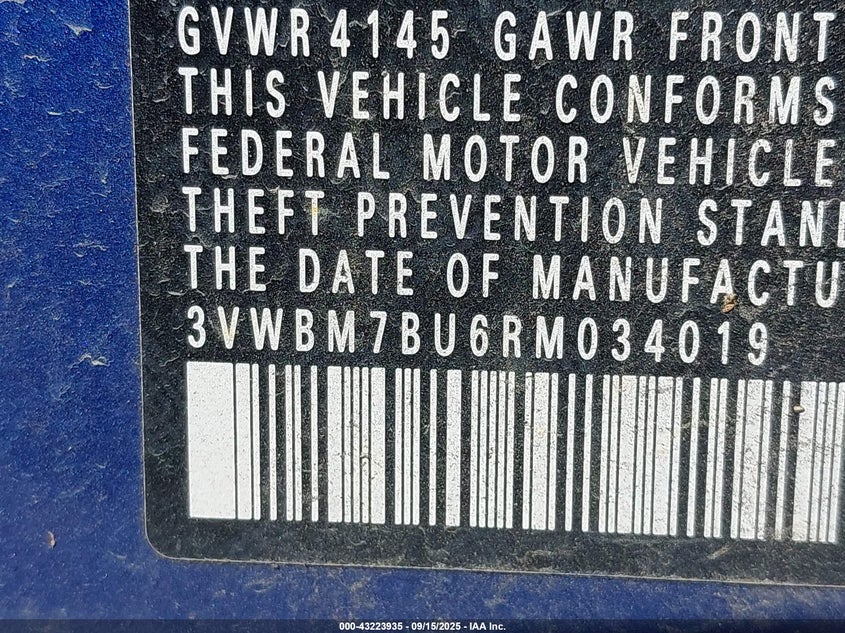 GVWR 4145 GAWR FRONT
THIS VEHICLE CONFORMS
FEDERAL MOTOR VEHICLE
THEFT PREVENTION STAND
THE DATE OF MANUFACTU
3VWBM7BU6RM034019
000-43223935 - 09/15/2025 - IAA Inc.